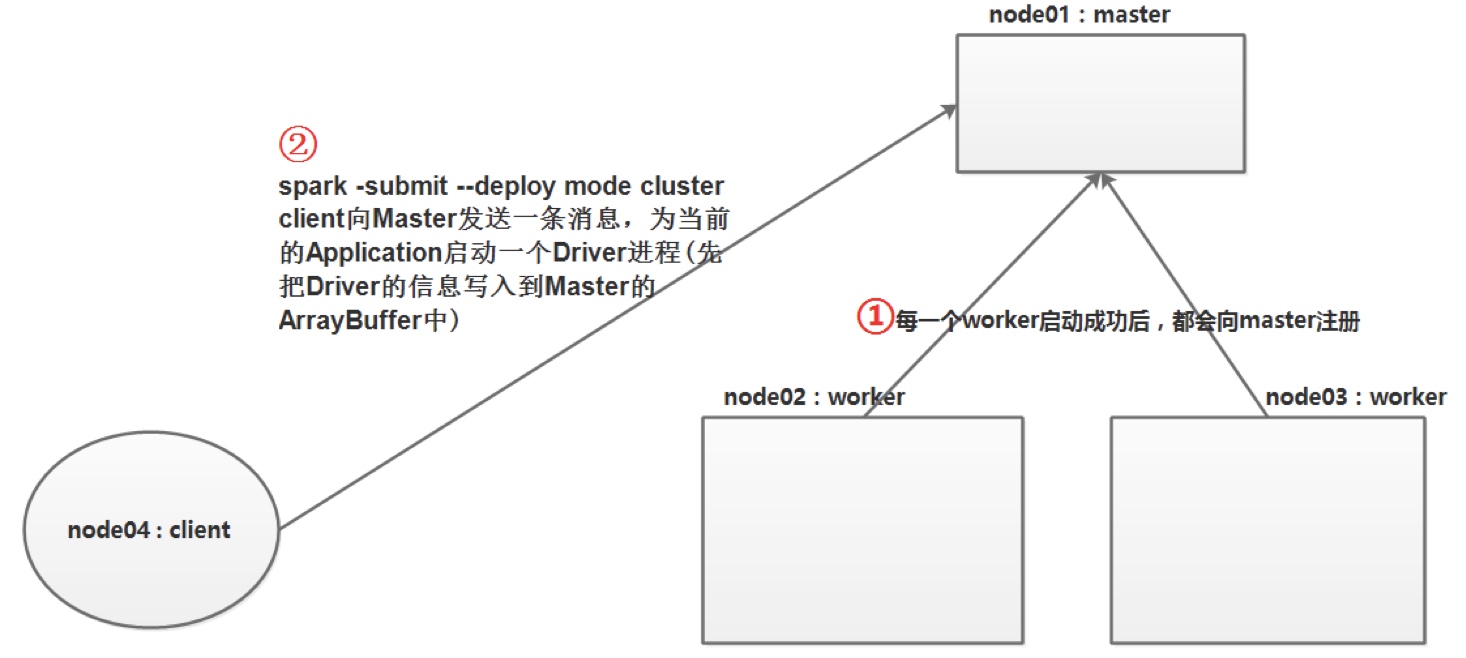 node01：master
②
spark -submit --deploy mode cluster
client向Master发送一条消息，为当前
的Application启动一个Driver进程(先
把Driver的信息写入到Master的
ArrayBuffer中)
①每一个worker启动成功后，都会向master注册
node02：worker
node03：worker
node04 : client